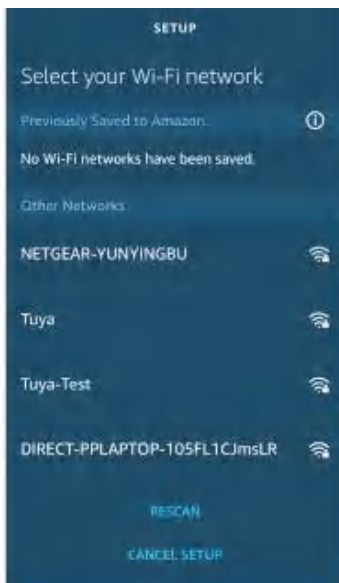 SETUP
Select your Wi-Fi network
Previously Saved to Amazon
No Wi-Fi networks have been saved.
Other Networks
NETGEAR-YUNYINGBU
Tuya
Tuya-Test
DIRECT-PPLAPTOP-105FL1CJmsLR
RESCAN
CANCEL SETUP